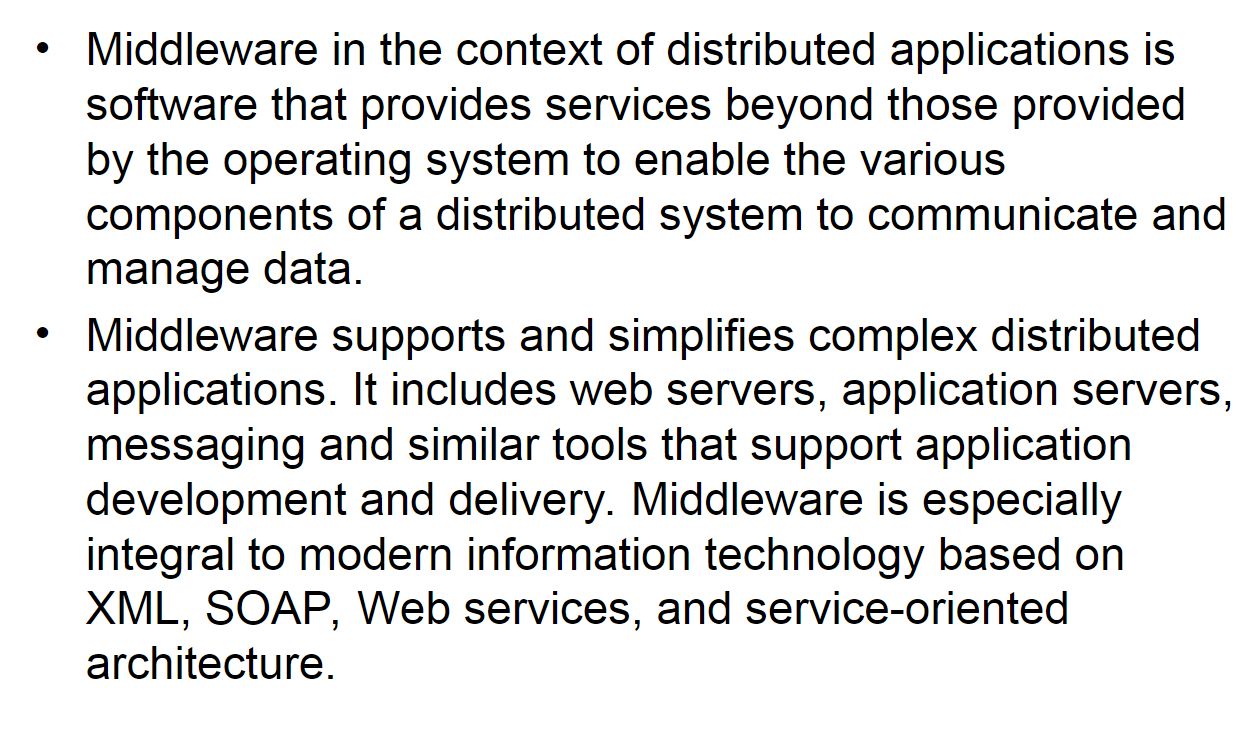 • Middleware in the context of distributed applications is
software that provides services beyond those provided
by the operating system to enable the various
components of a distributed system to communicate and
manage data.
• Middleware supports and simplifies complex distributed
applications. It includes web servers, application servers,
messaging and similar tools that support application
development and delivery. Middleware is especially
integral to modern information technology based on
XML, SOAP, Web services, and service-oriented
architecture.